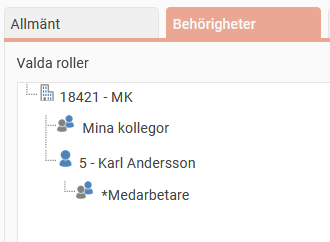 Allmänt
Behörigheter
Valda roller
18421 - MK
Mina kollegor
5 - Karl Andersson
*Medarbetare